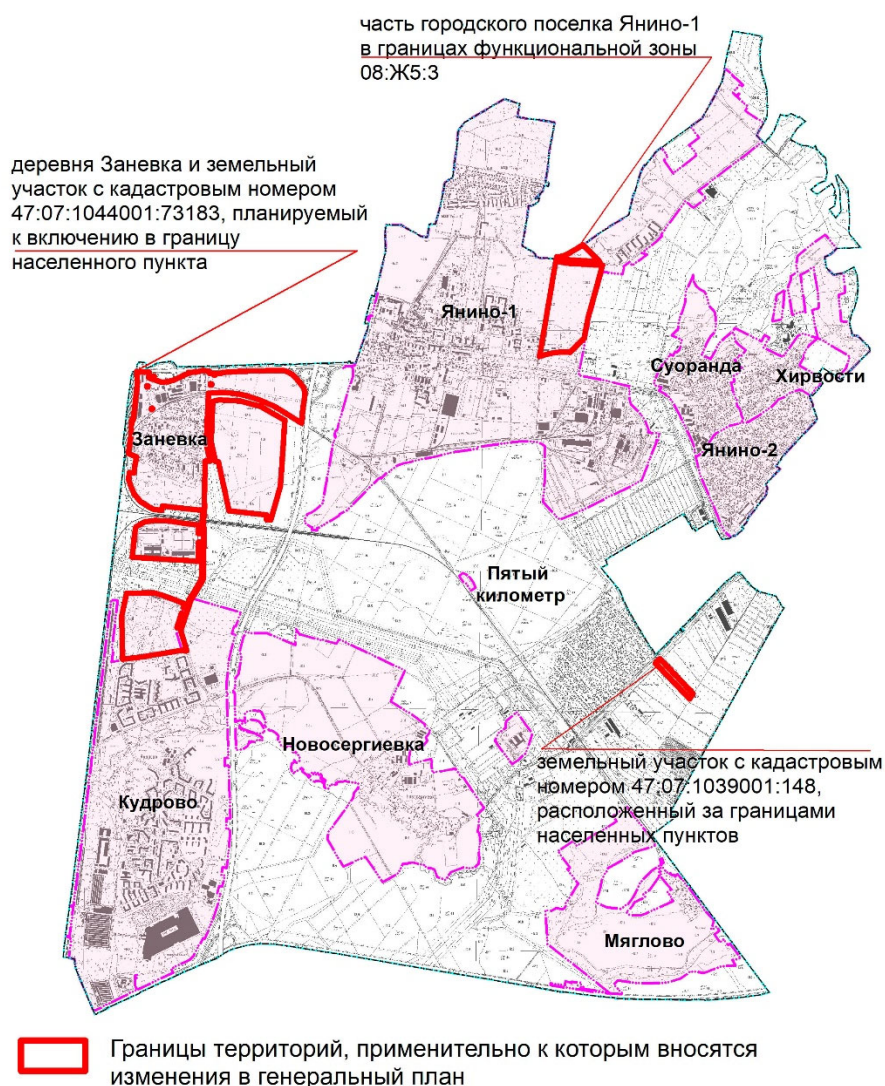 часть городского поселка Янино-1
в границах функциональной зоны
08:Ж5:3
деревня Заневка и земельный
участок с кадастровым номером
47:07:1044001:73183, планируемый
к включению в границу
населенного пункта
Янино-1
Суоранда
Хирвости
Заневка
Янино-2
Пятый
километр
Новосергиевка
земельный участок с кадастровым
номером 47:07:1039001:148,
расположенный за границами
населенных пунктов
Кудрово
Мяглово
Границы территорий, применительно к которым вносятся
изменения в генеральный план